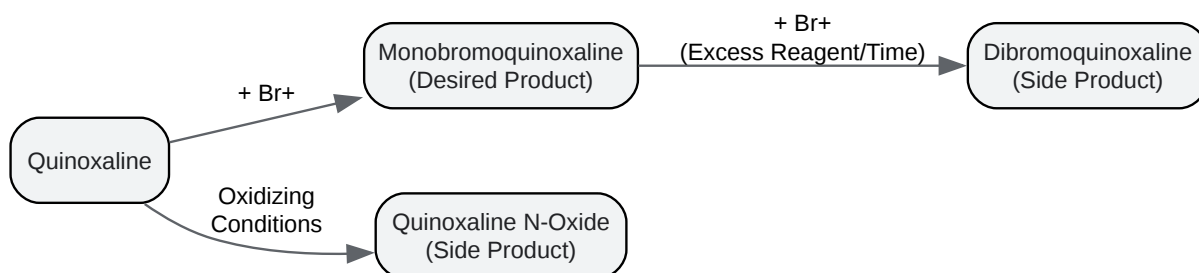 + Br+
(Excess Reagent/Time)
Monobromoquinoxaline
(Desired Product)
Dibromoquinoxaline
(Side Product)
+ Br+
Quinoxaline
Oxidizing
Conditions
Quinoxaline N-Oxide
(Side Product)